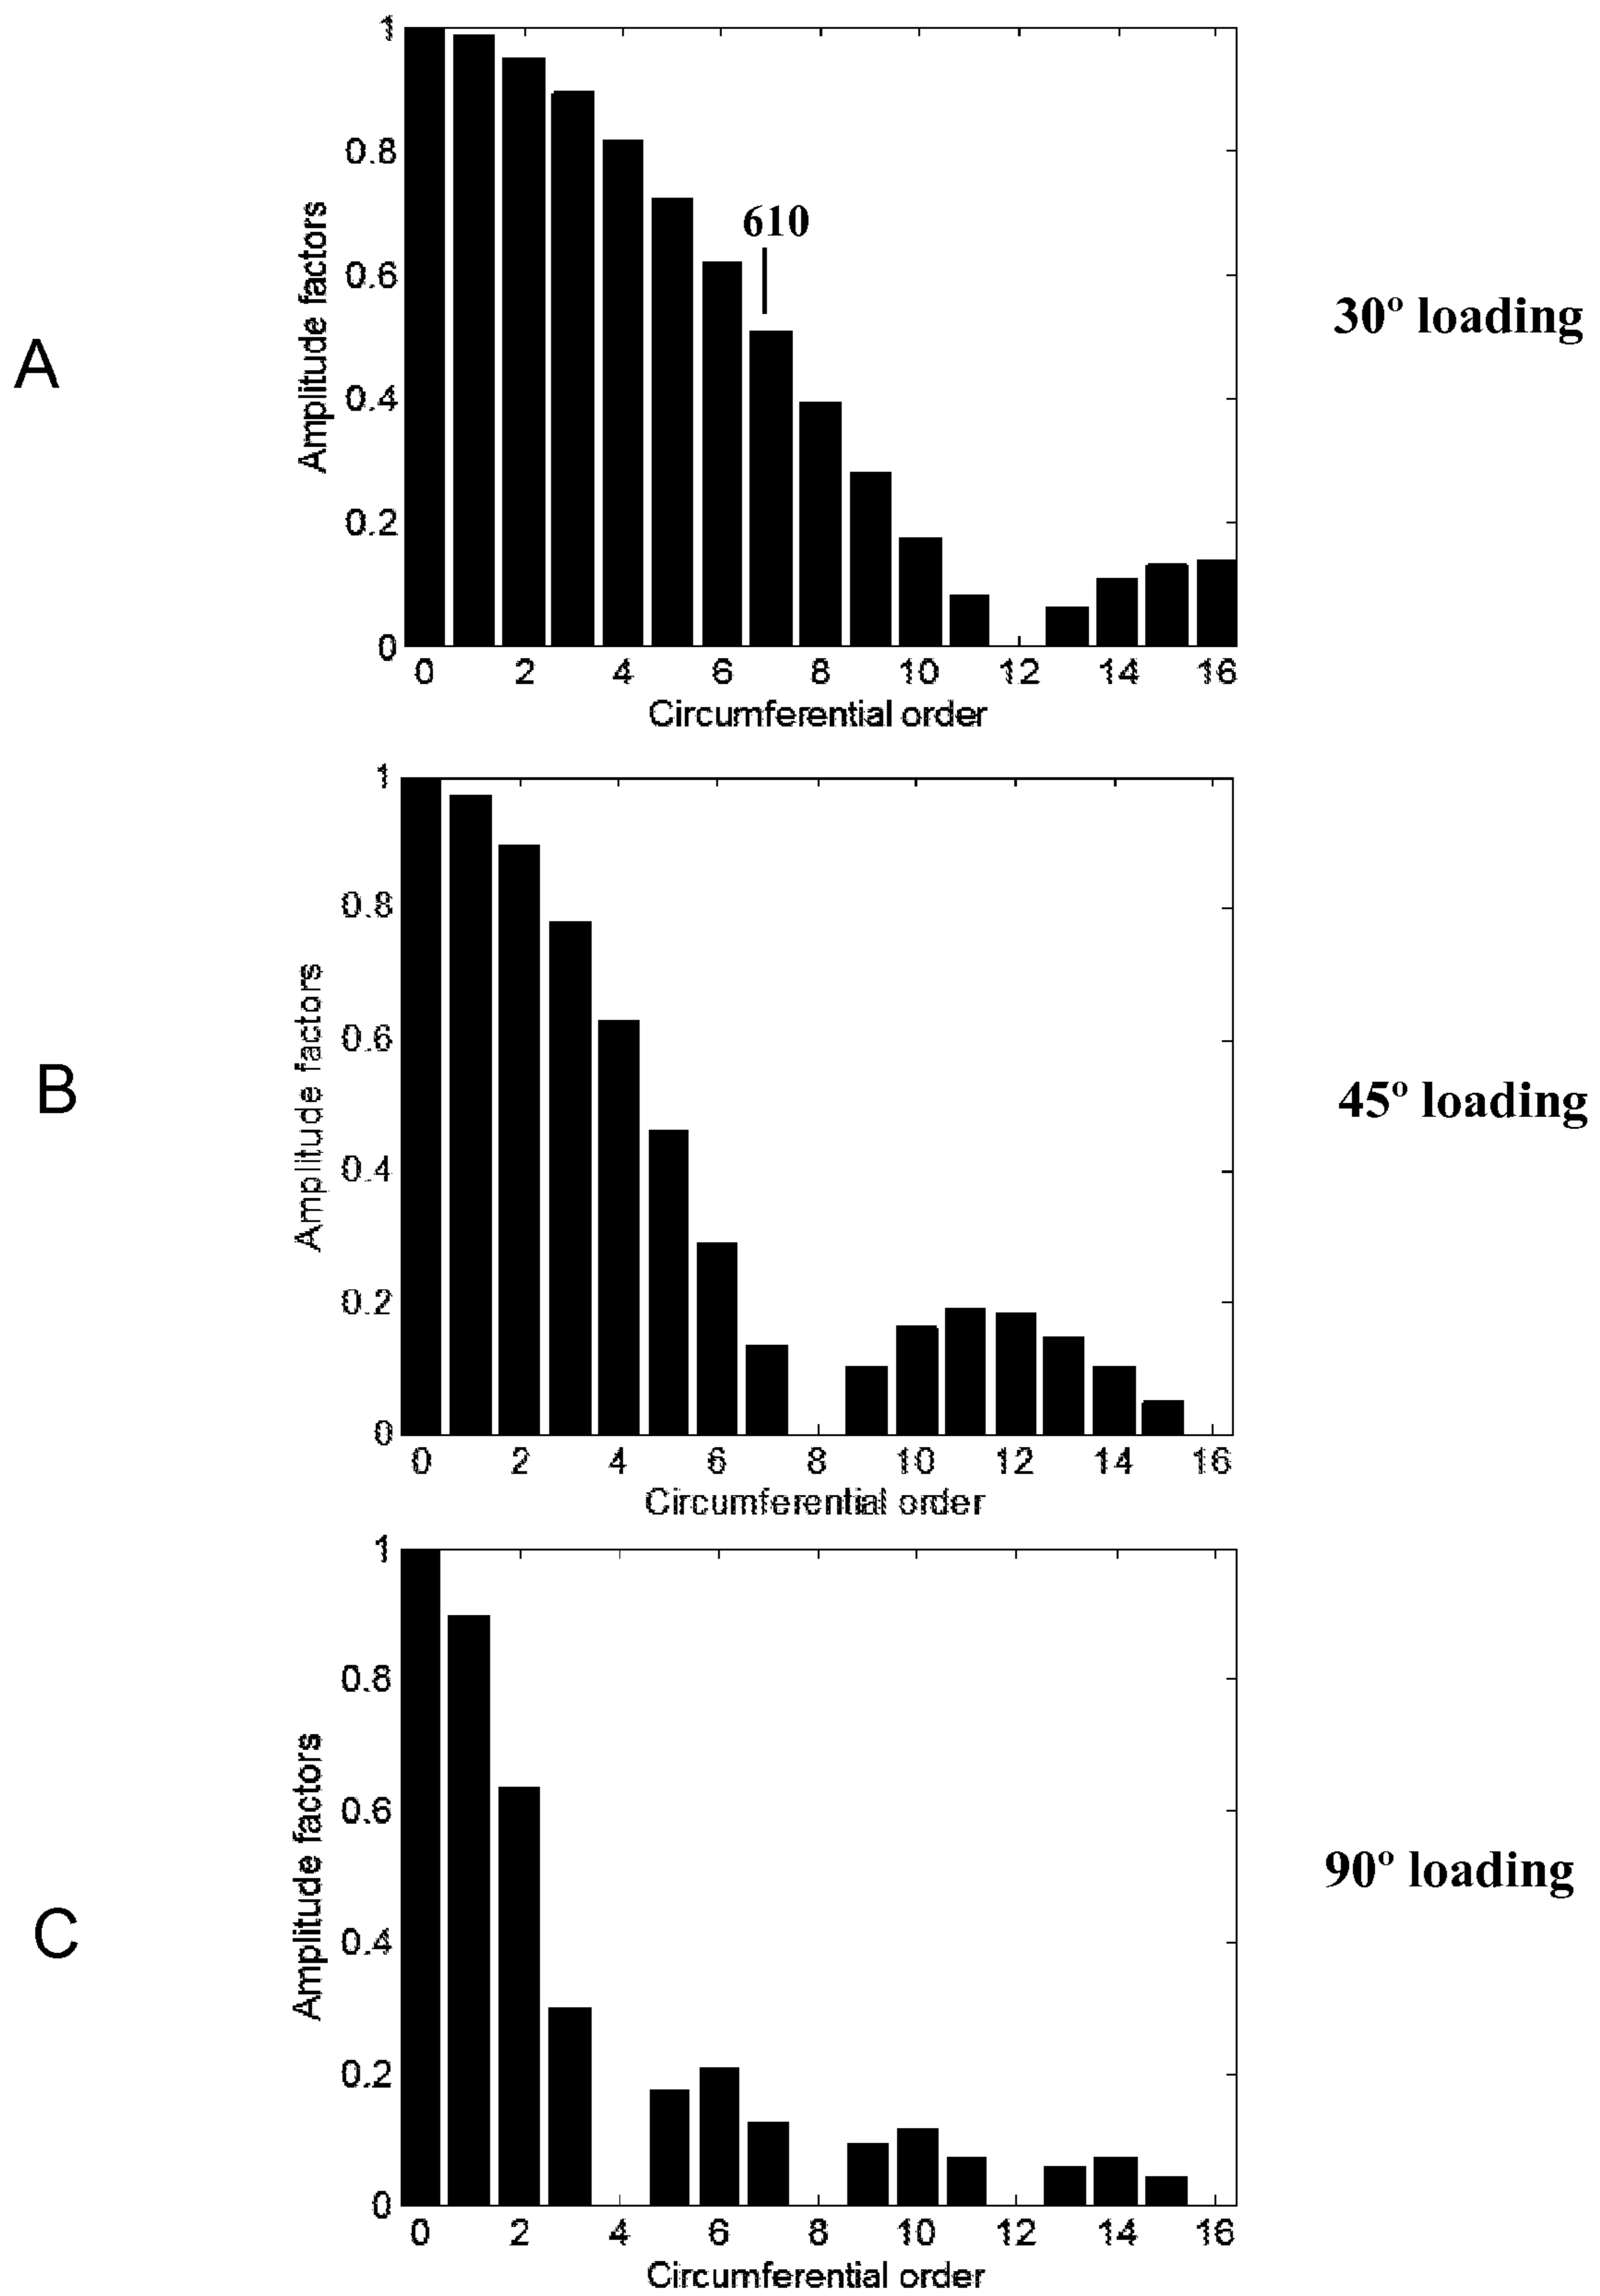 A
1
0.8
0.6
0.4
0.2
0
Amplitude factors
610
0 2 4 6 8 10 12 14 16
Circumferential order
30º loading
B
1
0.8
0.6
0.4
0.2
0
Amplitude factors
0 2 4 6 8 10 12 14 16
Circumferential order
45º loading
C
1
0.8
0.6
0.4
0.2
0
Amplitude factors
0 2 4 6 8 10 12 14 16
Circumferential order
90º loading